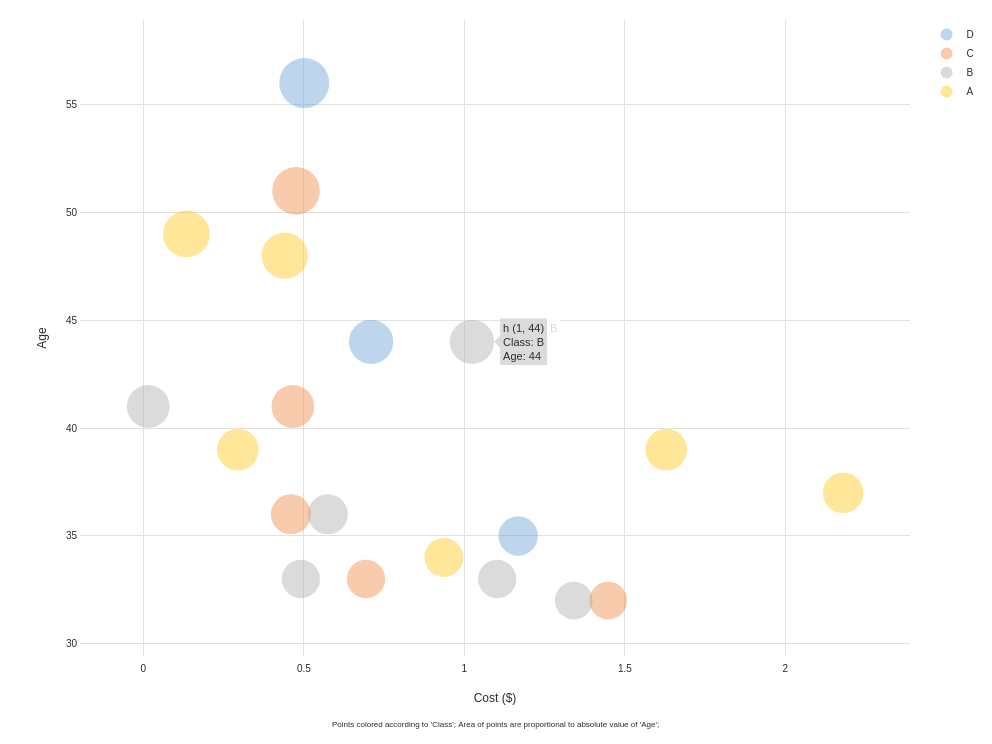 D
C
B
A
55
50
45
40
35
30
Age
h (1, 44) B
Class: B
Age: 44
0 0.5 1 1.5 2
Cost ($)
Points colored according to 'Class'; Area of points are proportional to absolute value of 'Age';